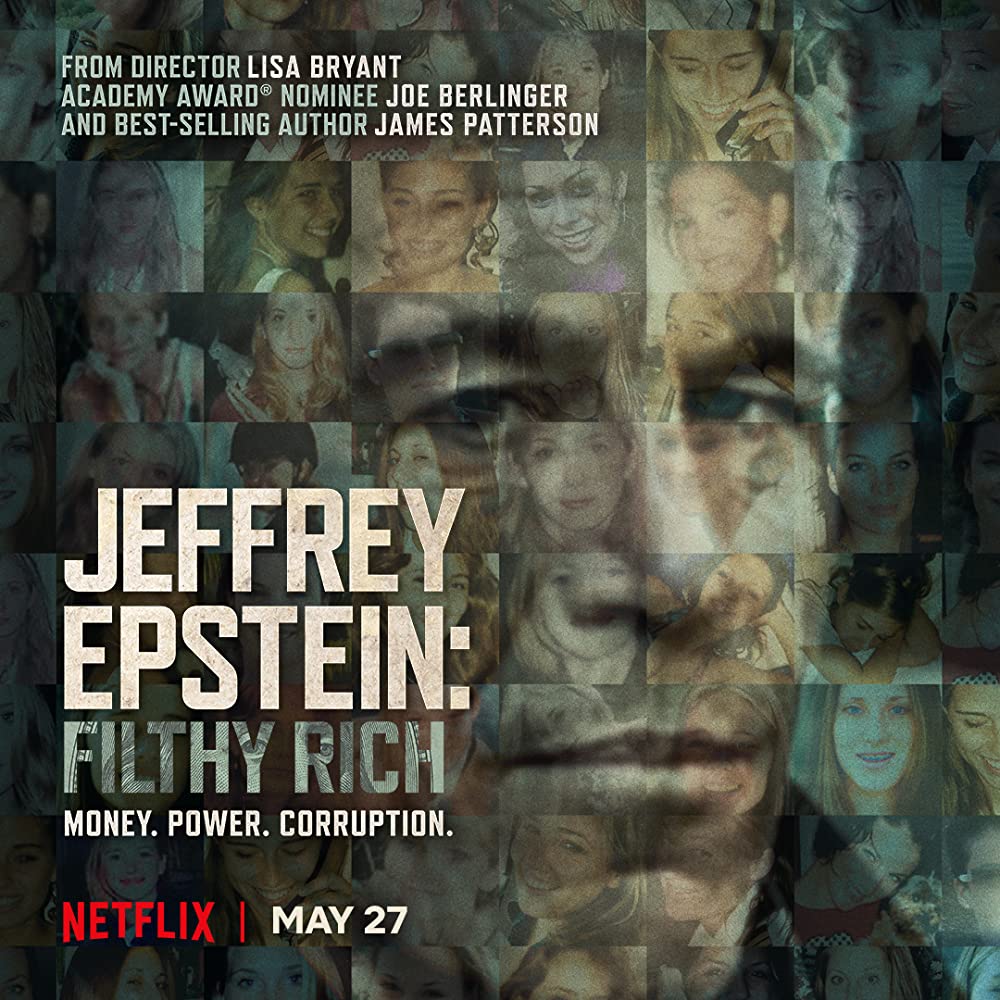 FROM DIRECTOR LISA BRYANT
ACADEMY AWARD® NOMINEE JOE BERLINGER
AND BEST-SELLING AUTHOR JAMES PATTERSON
JEFFREY
EPSTEIN:
FILTHY RICH
MONEY. POWER. CORRUPTION.
NETFLIX | MAY 27